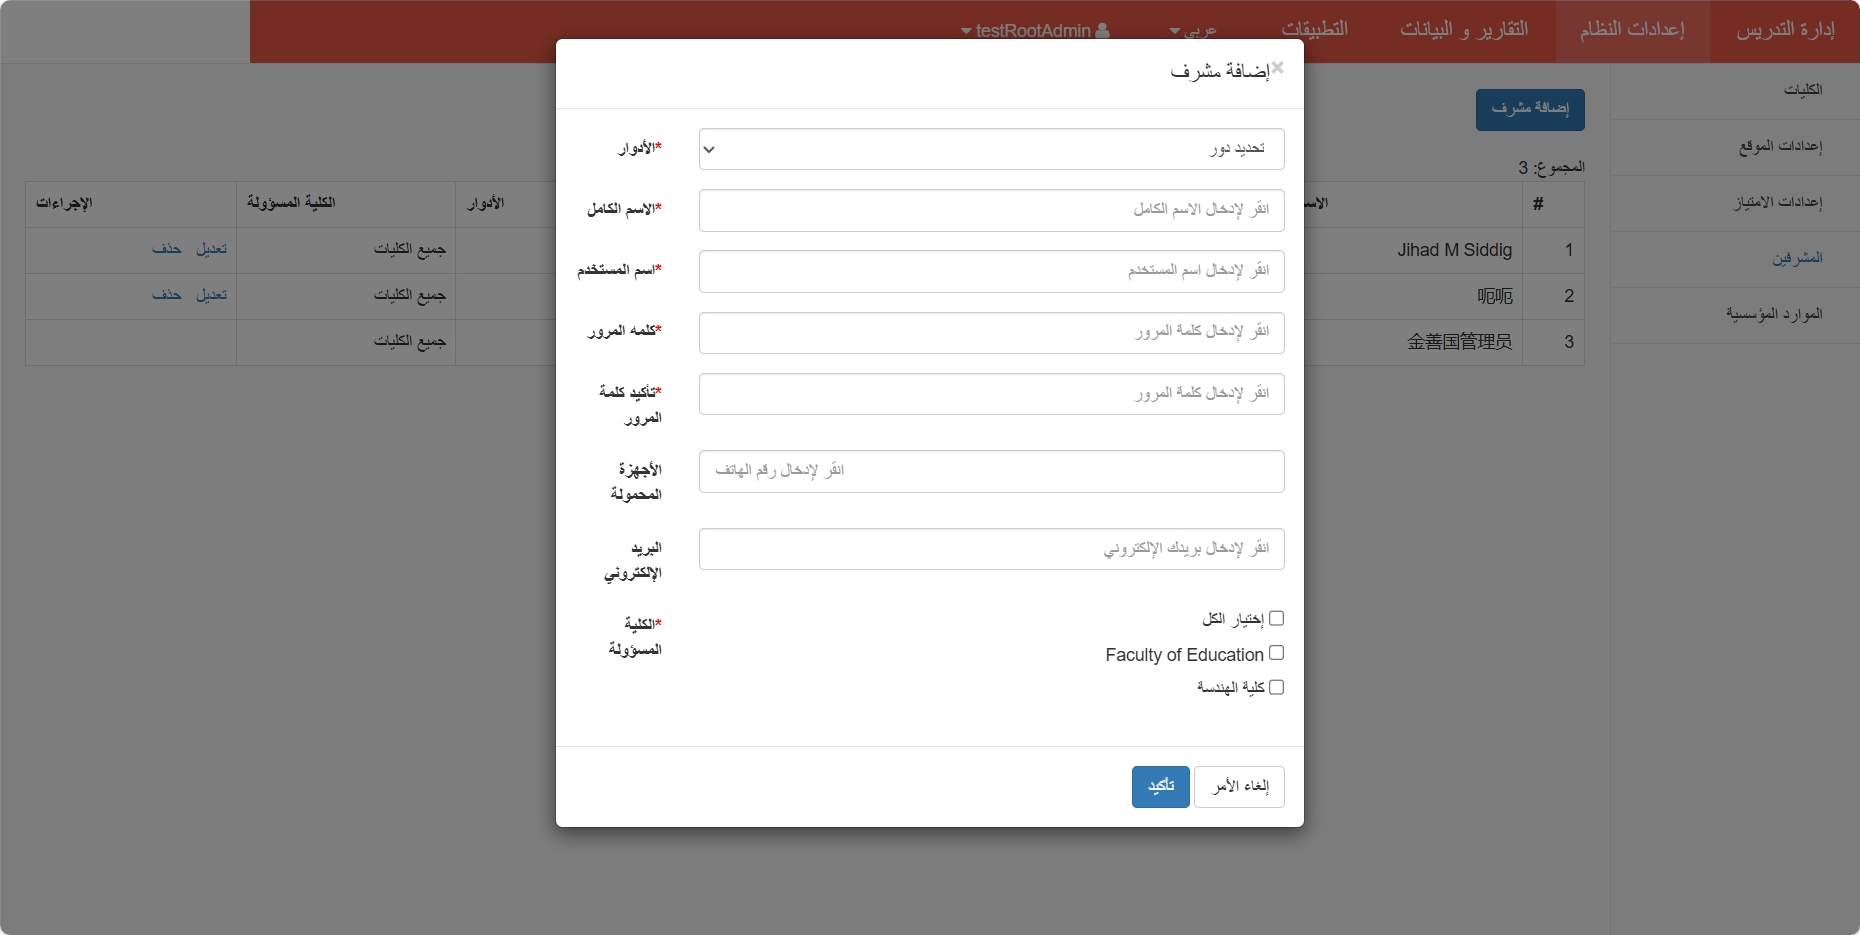 إدارة التدريس
إعدادات النظام
التقارير و البيانات
التطبيقات
عربي
testRootAdmin
الكليات
إعدادات الموقع
إعدادات الامتياز
المشرفين
الموارد المؤسسية
إضافة مشرف
المجموع: 3
#
الأدوار
الكلية المسؤولة
الإجراءات
1
Jihad M Siddig
جميع الكليات
تعديل حذف
2
呃呃
جميع الكليات
تعديل حذف
3
金善国管理员
جميع الكليات
×
إضافة مشرف
*الأدوار
تحديد دور
*الاسم الكامل
انقر لإدخال الاسم الكامل
*اسم المستخدم
انقر لإدخال اسم المستخدم
*كلمه المرور
انقر لإدخال كلمة المرور
*تأكيد كلمة
المرور
انقر لإدخال كلمة المرور
الأجهزة
المحمولة
انقر لإدخال رقم الهاتف
البريد
الإلكتروني
انقر لإدخال بريدك الإلكتروني
*الكلية
المسؤولة
إختيار الكل
Faculty of Education
كلية الهندسة
إلغاء الأمر
تأكيد